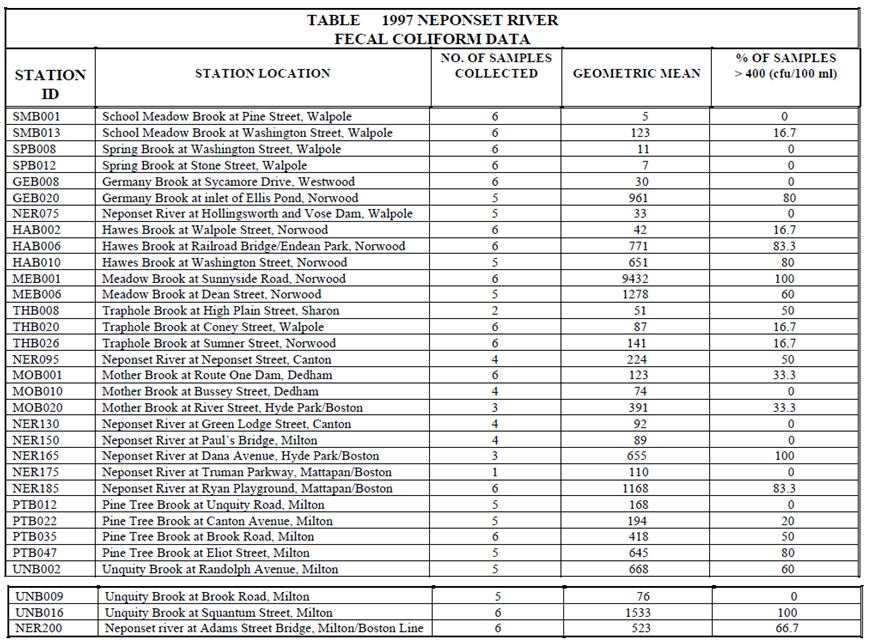 TABLE 1997 NEPONSET RIVER
FECAL COLIFORM DATA
STATION ID STATION LOCATION NO. OF SAMPLES COLLECTED GEOMETRIC MEAN % OF SAMPLES > 400 (cfu/100 ml)
SMB001 School Meadow Brook at Pine Street, Walpole 6 5 0
SMB013 School Meadow Brook at Washington Street, Walpole 6 123 16.7
SPB008 Spring Brook at Washington Street, Walpole 6 11 0
SPB012 Spring Brook at Stone Street, Walpole 6 7 0
GEB008 Germany Brook at Sycamore Drive, Westwood 6 30 0
GEB020 Germany Brook at inlet of Ellis Pond, Norwood 5 961 80
NER075 Neponset River at Hollingsworth and Vose Dam, Walpole 5 33 0
HAB002 Hawes Brook at Walpole Street, Norwood 6 42 16.7
HAB006 Hawes Brook at Railroad Bridge/Endean Park, Norwood 6 771 83.3
HAB010 Hawes Brook at Washington Street, Norwood 5 651 80
MEB001 Meadow Brook at Sunnyside Road, Norwood 6 9432 100
MEB006 Meadow Brook at Dean Street, Norwood 5 1278 60
THB008 Traphole Brook at High Plain Street, Sharon 2 51 50
THB020 Traphole Brook at Coney Street, Walpole 6 87 16.7
THB026 Traphole Brook at Sumner Street, Norwood 6 141 16.7
NER095 Neponset River at Neponset Street, Canton 4 224 50
MOB001 Mother Brook at Route One Dam, Dedham 6 123 33.3
MOB010 Mother Brook at Bussey Street, Dedham 4 74 0
MOB020 Mother Brook at River Street, Hyde Park/Boston 3 391 33.3
NER130 Neponset River at Green Lodge Street, Canton 4 92 0
NER150 Neponset River at Paul's Bridge, Milton 4 89 0
NER165 Neponset River at Dana Avenue, Hyde Park/Boston 3 655 100
NER175 Neponset River at Truman Parkway, Mattapan/Boston 1 110 0
NER185 Neponset River at Ryan Playground, Mattapan/Boston 6 1168 83.3
PTB012 Pine Tree Brook at Unquity Road, Milton 5 168 0
PTB022 Pine Tree Brook at Canton Avenue, Milton 5 194 20
PTB035 Pine Tree Brook at Brook Road, Milton 6 418 50
PTB047 Pine Tree Brook at Eliot Street, Milton 5 645 80
UNB002 Unquity Brook at Randolph Avenue, Milton 5 668 60
UNB009 Unquity Brook at Brook Road, Milton 5 76 0
UNB016 Unquity Brook at Squantum Street, Milton 6 1533 100
NER200 Neponset river at Adams Street Bridge, Milton/Boston Line 6 523 66.7